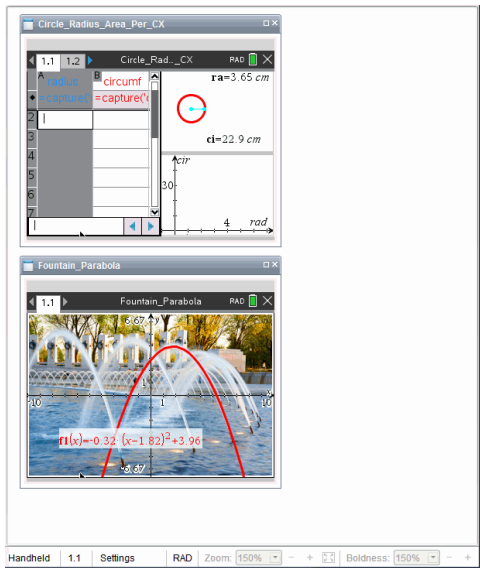 Circle_Radius_Area_Per_CX
1.1 1.2 Circle_Rad.._CX RAD
A radius B circumf
=capture(' =capture('c
2
3
4
5
6
7
ra=3.65 cm
ci=22.9 cm
cir
30
4 rad
Fountain_Parabola
1.1 Fountain_Parabola RAD
6.67 y
1
x
-10 1 10
f1(x)=-0.32·(x-1.82)²+3.96
-6.67
Handheld 1.1 Settings RAD Zoom: 150% − + Boldness: 150% − +